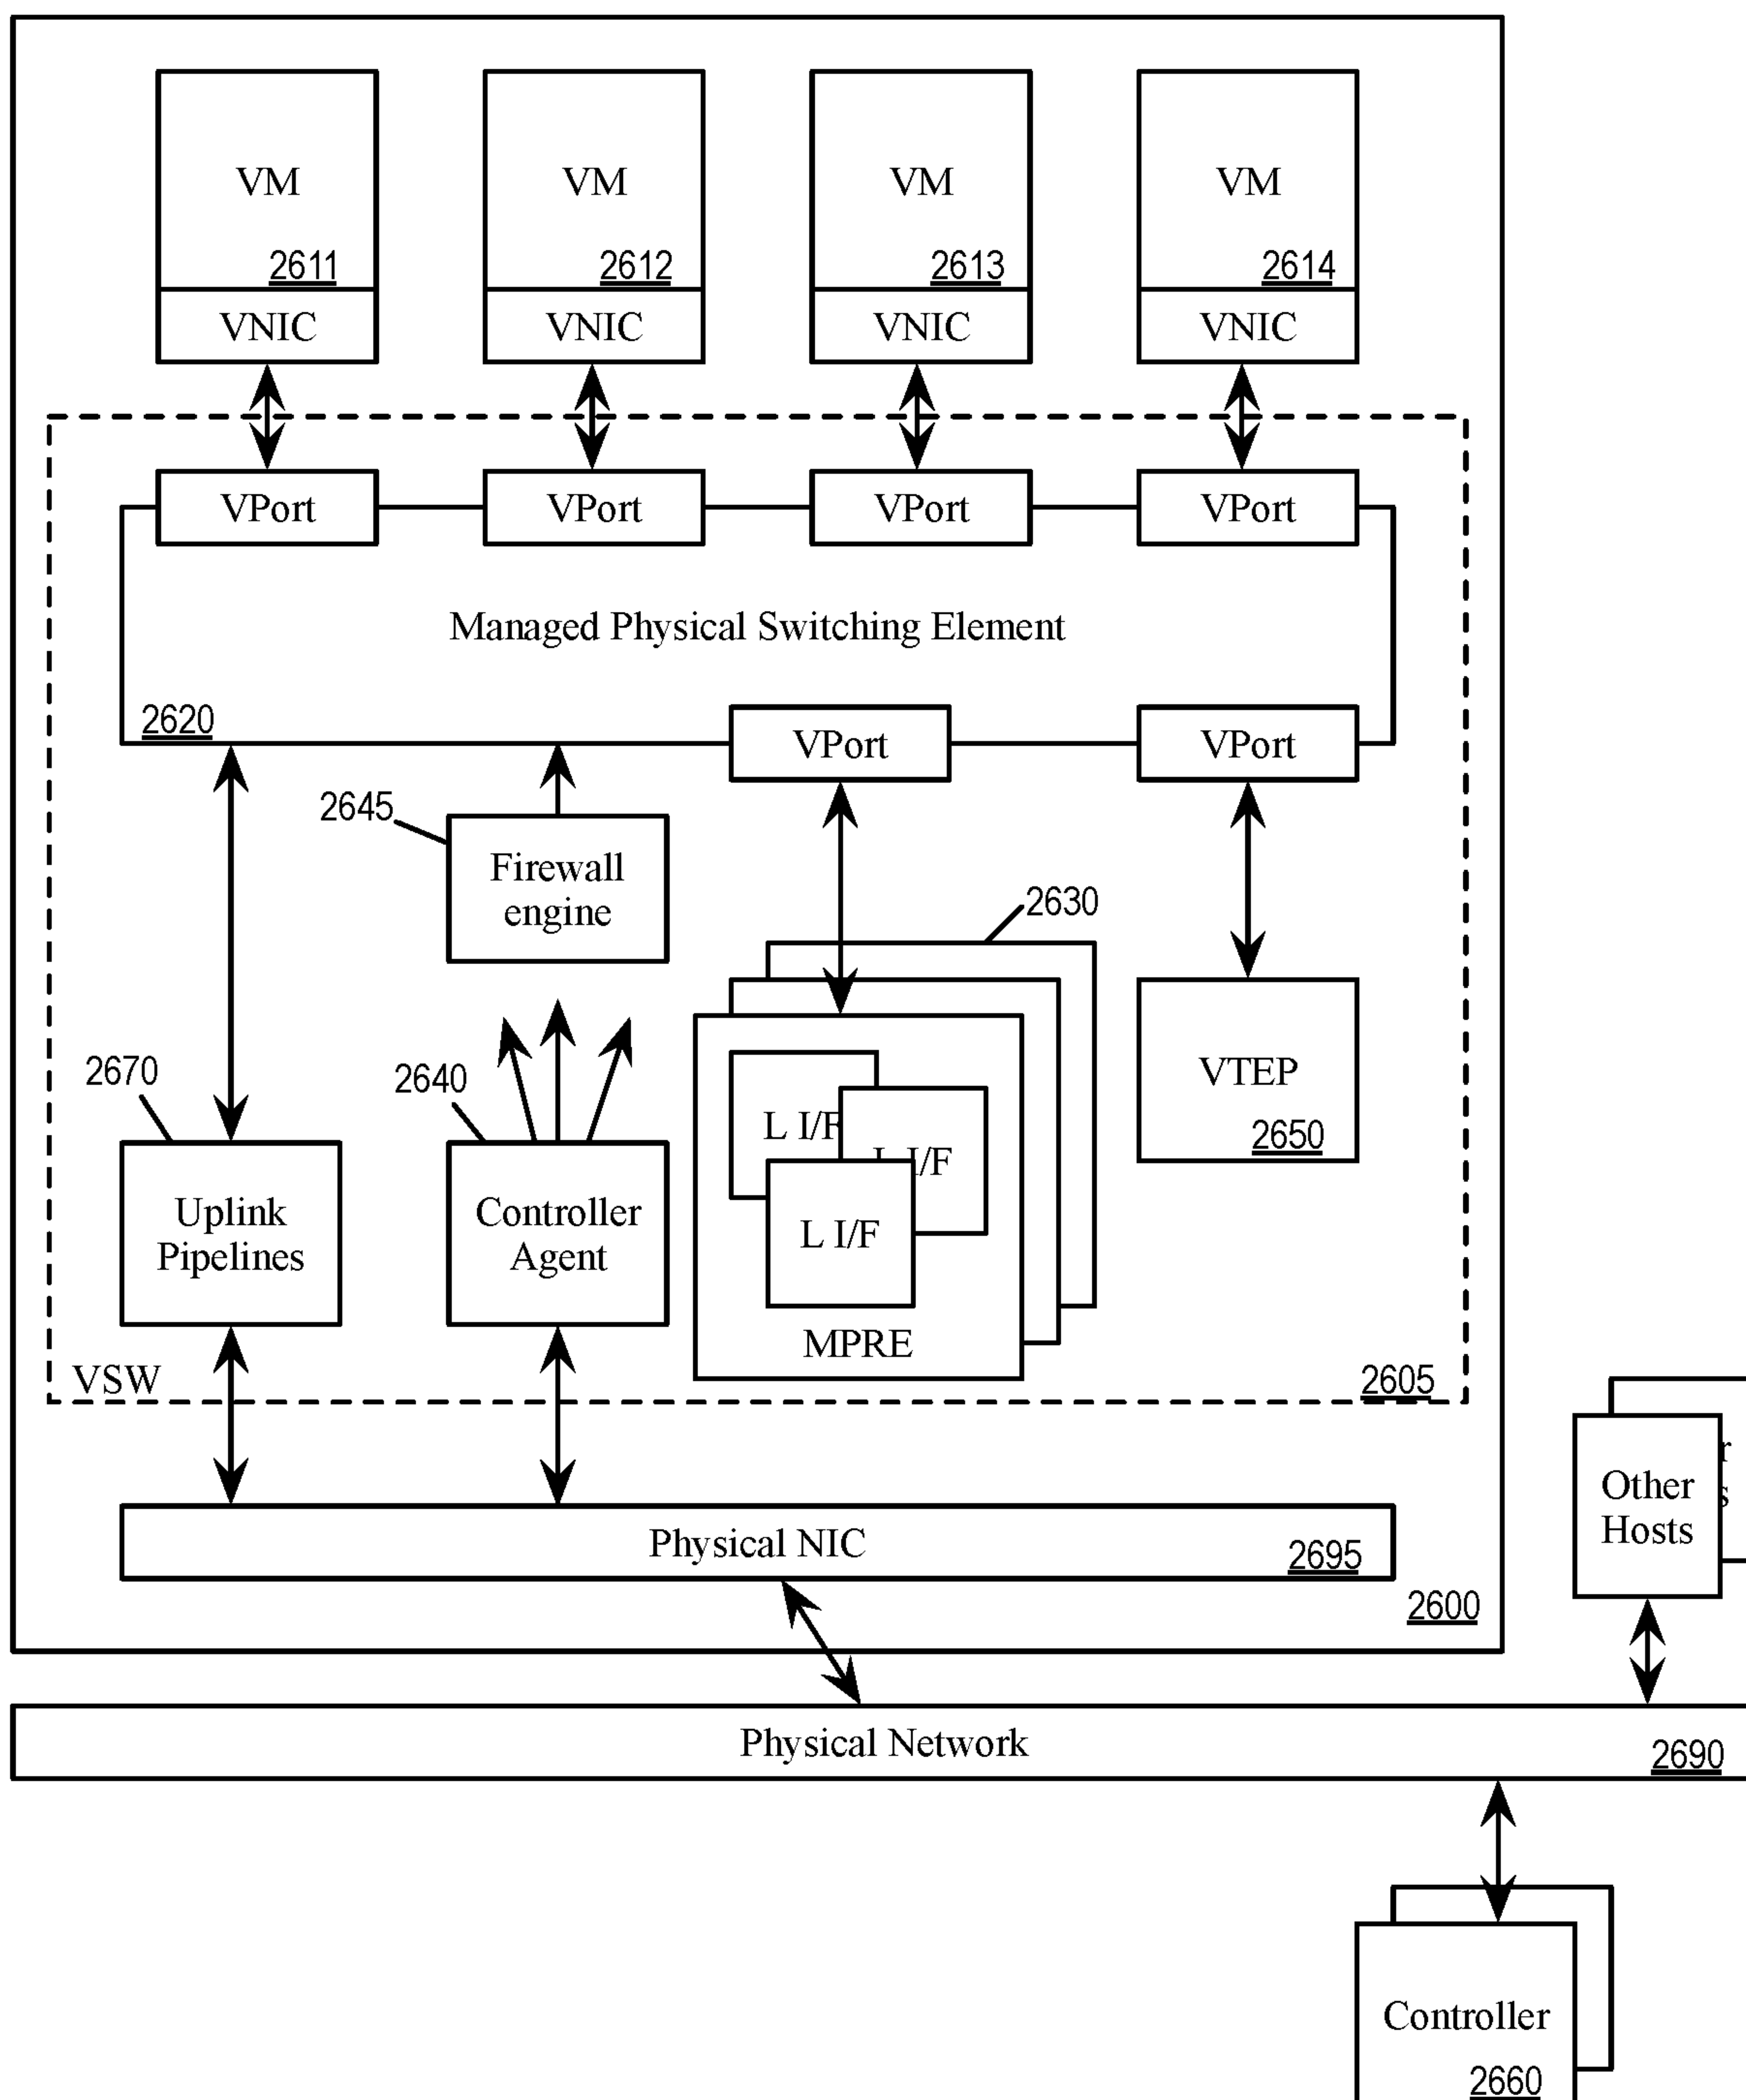 VM
2611
VNIC
VM
2612
VNIC
VM
2613
VNIC
VM
2614
VNIC
VPort
VPort
VPort
VPort
Managed Physical Switching Element
2620
VPort
VPort
2645
Firewall
engine
2630
2670
2640
VTEP
2650
L I/F
I/F
L I/F
MPRE
Uplink
Pipelines
Controller
Agent
VSW
2605
Other
Hosts
Physical NIC
2695
2600
Physical Network
2690
Controller
2660